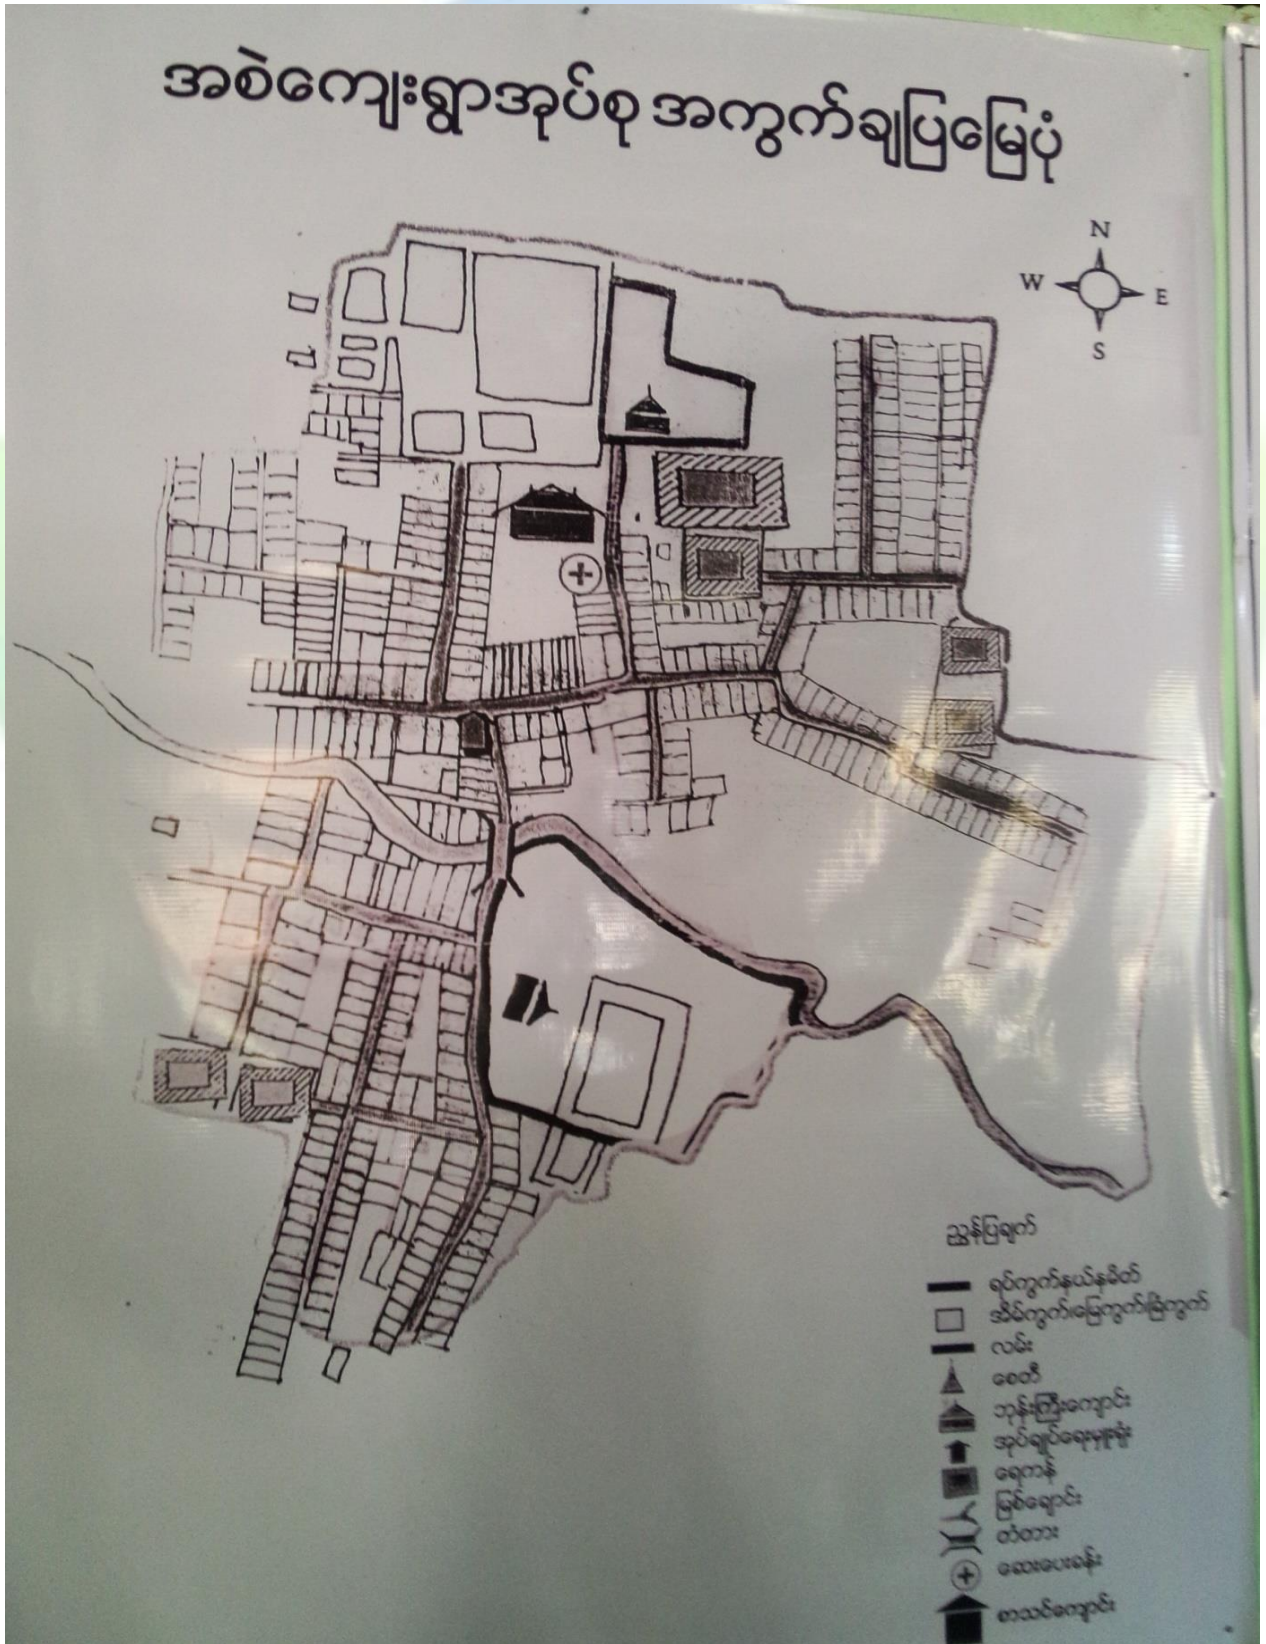 အစဲကျေးရွာအုပ်စု အကွက်ချပြမြေပုံ
N
W
E
S
ညွှန်ပြချက်
ရပ်ကွက်နယ်နမိတ်
အိမ်ကွက်၊မြေကွက်၊ခြံကွက်
လမ်း
စေတီ
ဘုန်းကြီးကျောင်း
အုပ်ချုပ်ရေးမှူးရုံး
ရေကန်
မြစ်ချောင်း
တံတား
ဆေးပေးခန်း
စာသင်ကျောင်း